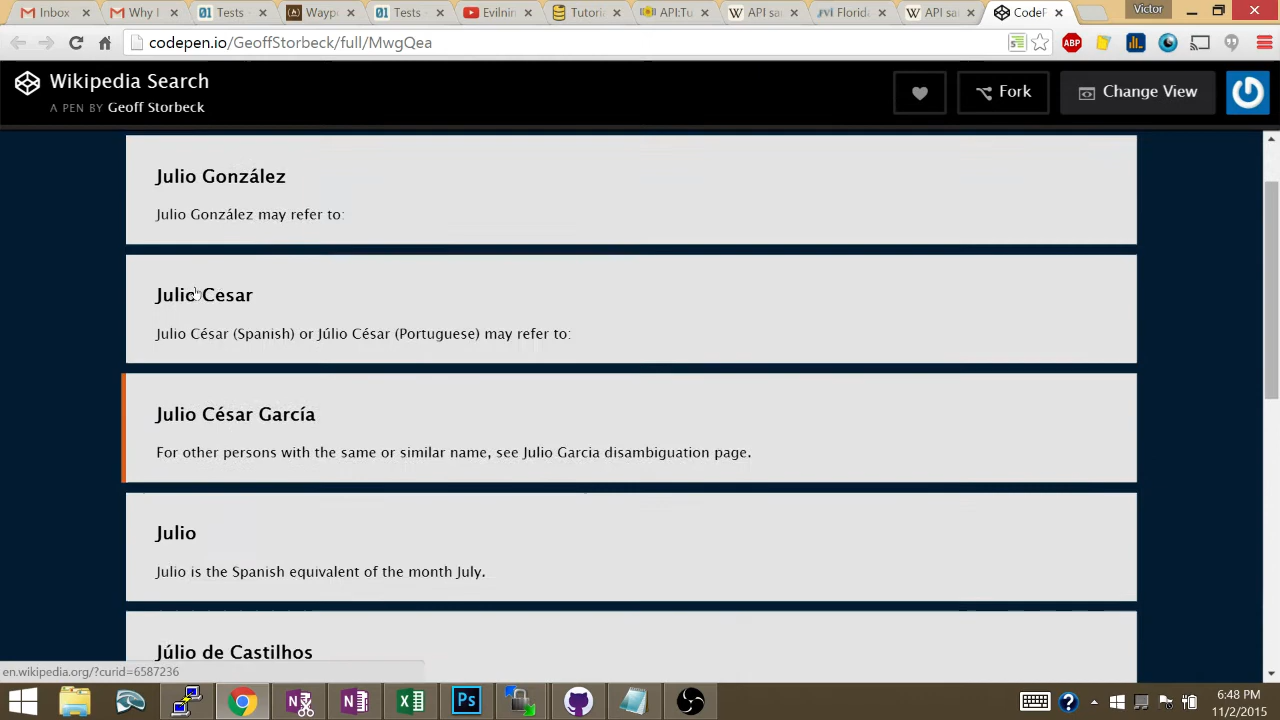 Inbox
Why I
Tests
Wayp
Tests
Evilnir
Tutoria
API:Tu
API sa
Florida
API sa
CodeP
Victor
codepen.io/GeoffStorbeck/full/MwgQea
ABP
Wikipedia Search
A PEN BY Geoff Storbeck
Fork
Change View
Julio González
Julio González may refer to:
Julio Cesar
Julio César (Spanish) or Júlio César (Portuguese) may refer to:
Julio César García
For other persons with the same or similar name, see Julio Garcia disambiguation page.
Julio
Julio is the Spanish equivalent of the month July.
Júlio de Castilhos
en.wikipedia.org/?curid=6587236
6:48 PM
11/2/2015